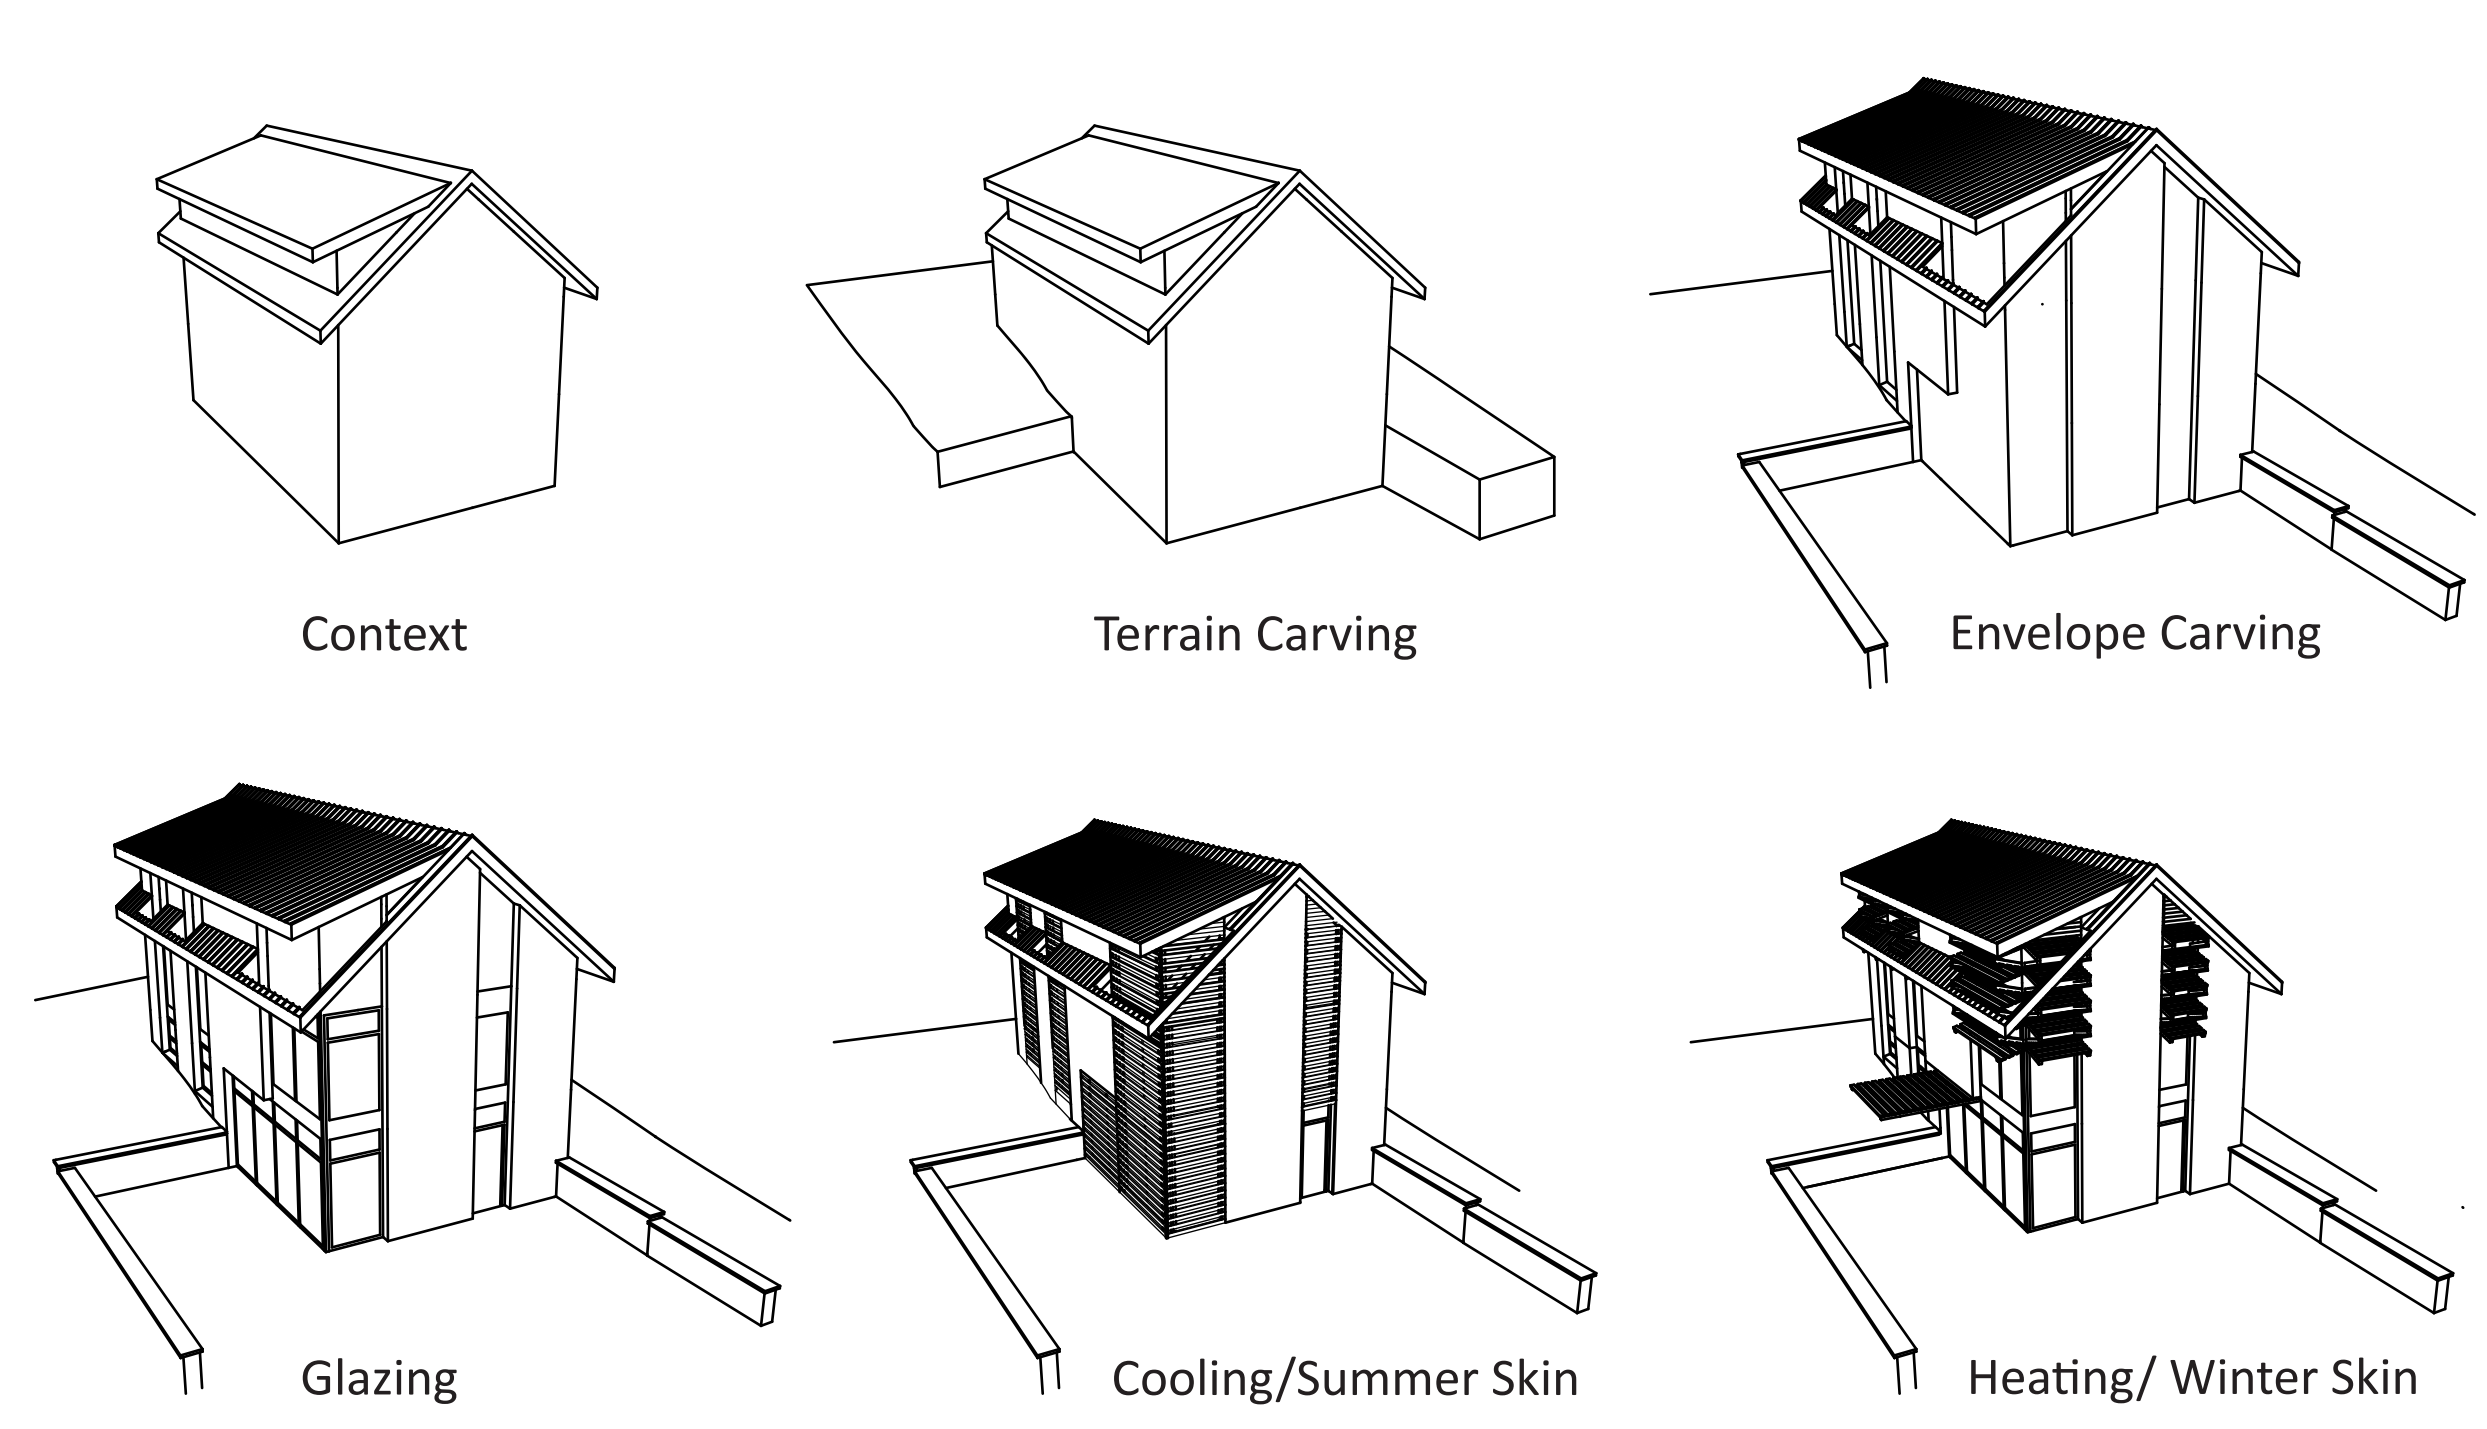 Context
Terrain Carving
Envelope Carving
Glazing
Cooling/Summer Skin
Heating/ Winter Skin